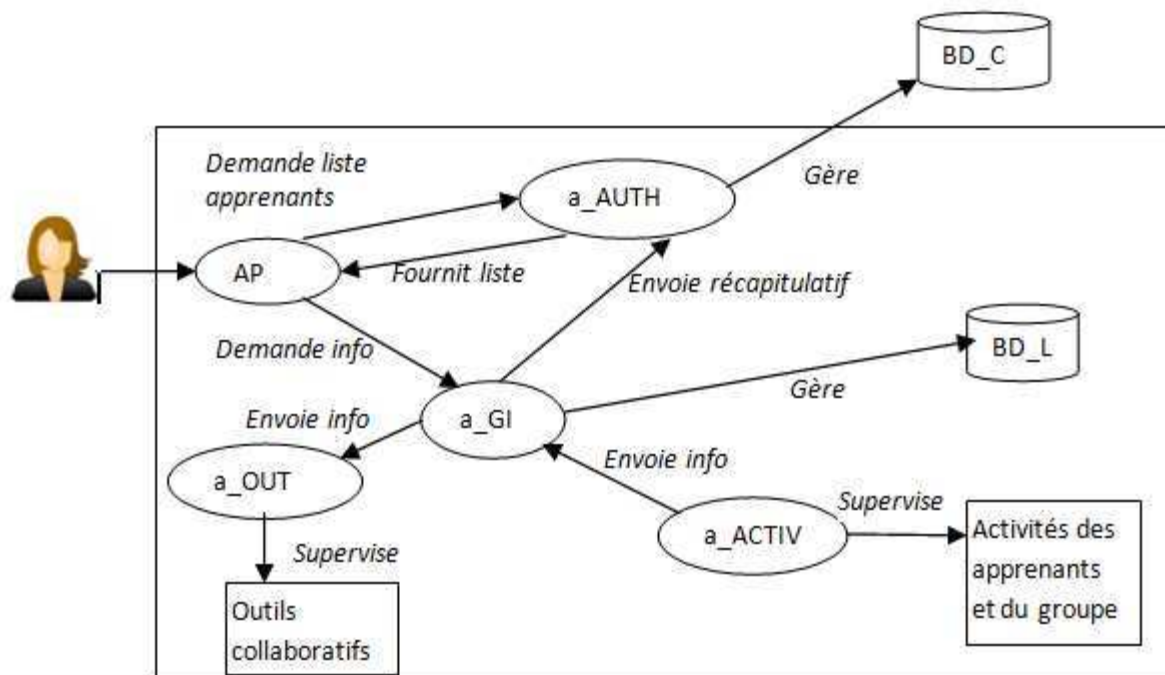 BD_C
Demande liste
apprenants
a_AUTH
Gère
AP
Fournit liste
Envoie récapitulatif
Demande info
BD_L
Gère
Envoie info
a_GI
Envoie info
a_OUT
Supervise
a_ACTIV
Activités des
apprenants
et du groupe
Supervise
Outils
collaboratifs